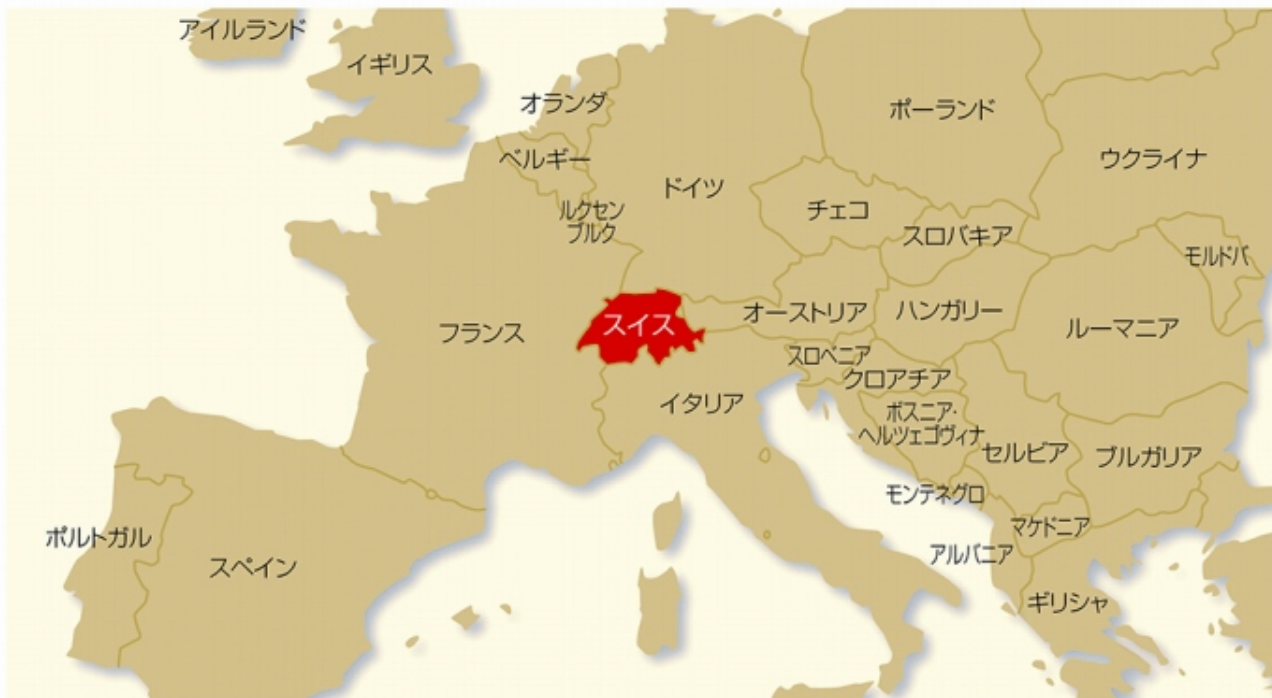 アイルランド
イギリス
オランダ
ポーランド
ベルギー
ウクライナ
ドイツ
ルクセン
ブルク
チェコ
スロバキア
モルドバ
フランス
スイス
オーストリア
ハンガリー
ルーマニア
スロベニア
クロアチア
イタリア
ボスニア・
ヘルツェゴヴィナ
セルビア
ブルガリア
モンテネグロ
マケドニア
ポルトガル
スペイン
アルバニア
ギリシャ